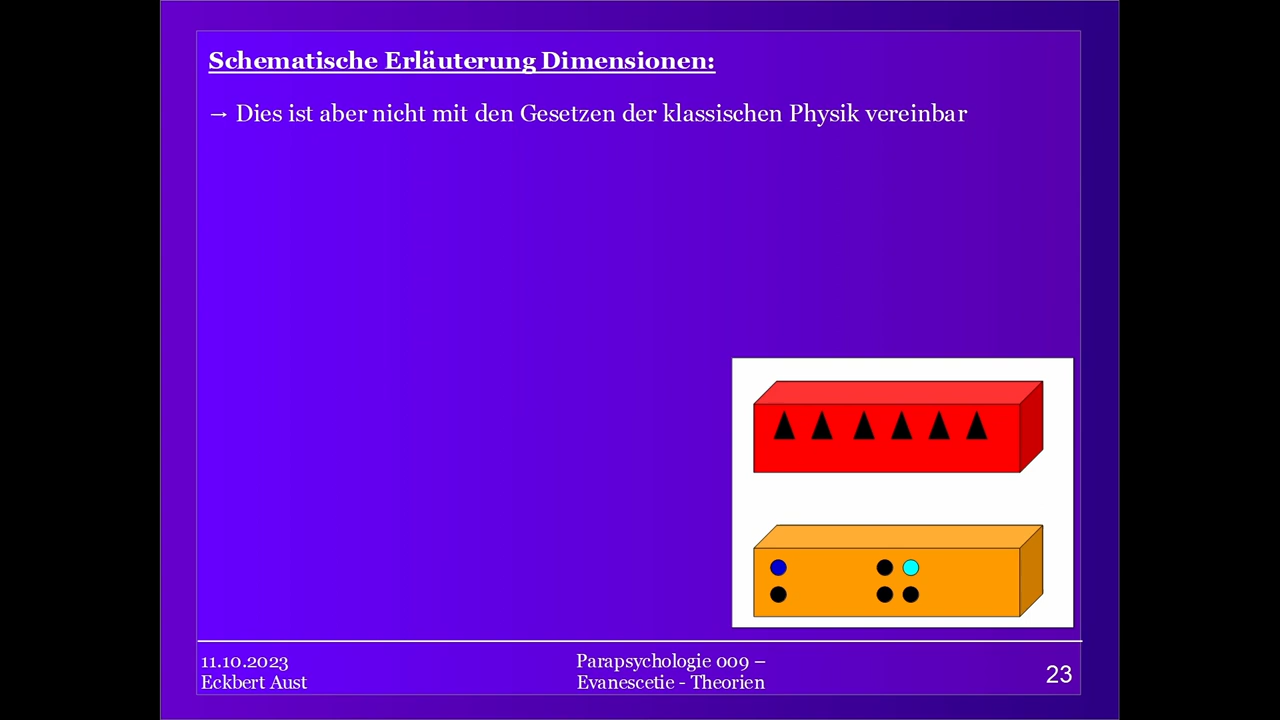 Schematische Erläuterung Dimensionen:
→ Dies ist aber nicht mit den Gesetzen der klassischen Physik vereinbar
11.10.2023
Eckbert Aust
Parapsychologie 009 –
Evanescetie - Theorien
23